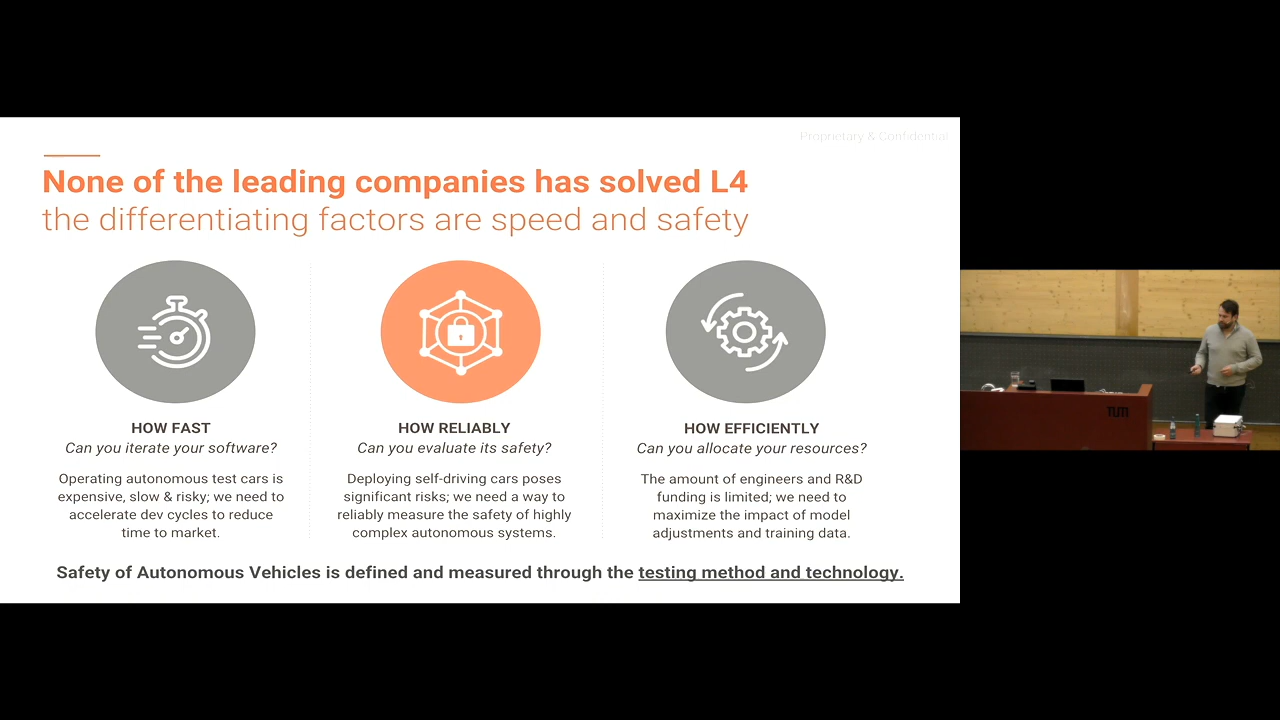 Proprietary & Confidential
None of the leading companies has solved L4
the differentiating factors are speed and safety
HOW FAST
Can you iterate your software?
Operating autonomous test cars is
expensive, slow & risky; we need to
accelerate dev cycles to reduce
time to market.
HOW RELIABLY
Can you evaluate its safety?
Deploying self-driving cars poses
significant risks; we need a way to
reliably measure the safety of highly
complex autonomous systems.
HOW EFFICIENTLY
Can you allocate your resources?
The amount of engineers and R&D
funding is limited; we need to
maximize the impact of model
adjustments and training data.
Safety of Autonomous Vehicles is defined and measured through the testing method and technology.
TUM